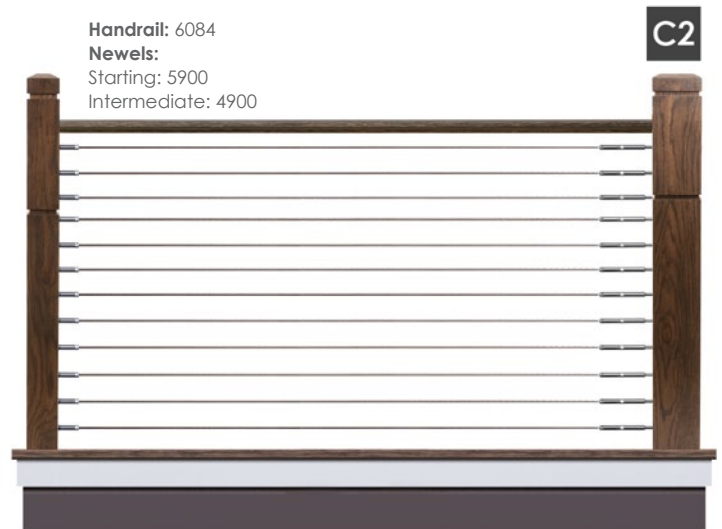 Handrail: 6084
Newels:
Starting: 5900
Intermediate: 4900
C2